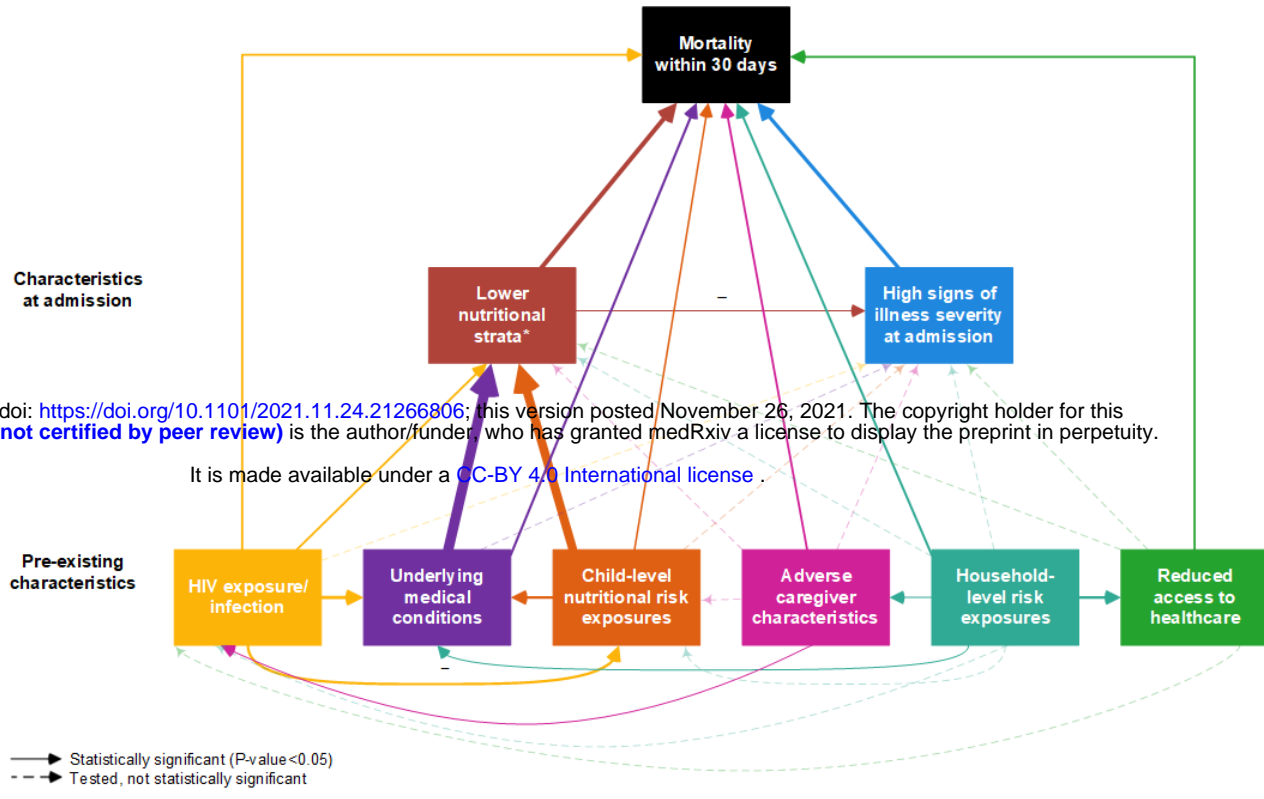 Mortality
within 30 days
Characteristics
at admission
Lower
nutritional
strata*
–
High signs of
illness severity
at admission
doi: https://doi.org/10.1101/2021.11.24.21266806; this version posted November 26, 2021. The copyright holder for this
not certified by peer review) is the author/funder, who has granted medRxiv a license to display the preprint in perpetuity.
It is made available under a CC-BY 4.0 International license .
Pre-existing
characteristics
HIV exposure/
infection
Underlying
medical
conditions
Child-level
nutritional risk
exposures
Adverse
caregiver
characteristics
Household-
level risk
exposures
Reduced
access to
healthcare
–
Statistically significant (P-value<0.05)
Tested, not statistically significant